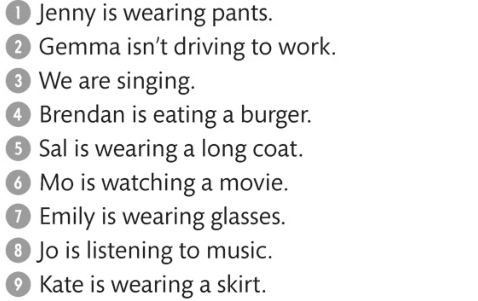 1 Jenny is wearing pants.
2 Gemma isn't driving to work.
3 We are singing.
4 Brendan is eating a burger.
5 Sal is wearing a long coat.
6 Mo is watching a movie.
7 Emily is wearing glasses.
8 Jo is listening to music.
9 Kate is wearing a skirt.